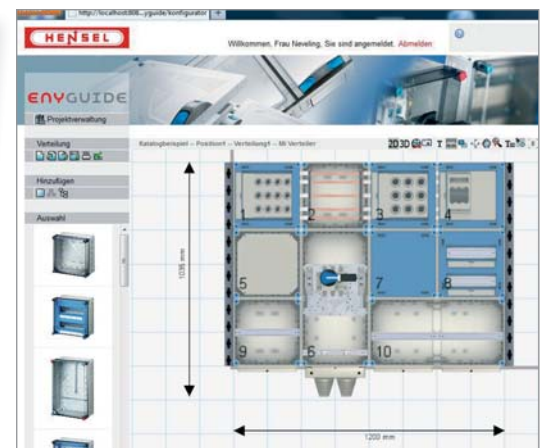 http://localhost:808...yguide/konfigurator
HENSEL
Willkommen, Frau Neveling, Sie sind angemeldet. Abmelden
ENYGUIDE
Projektverwaltung
Verteilung
Katalogbeispiel – Position1 – Verteilung1 – Mi Verteiler
2D 3D
T
Hinzufügen
Auswahl
1
2
3
4
1035 mm
5
7
8
9
6
10
1200 mm